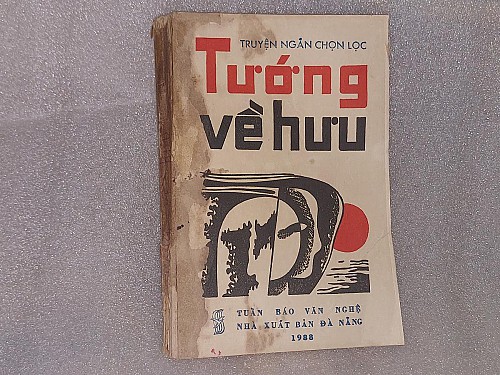 TRUYỆN NGẮN CHỌN LỌC
Tướng
về hưu
TUẦN BÁO VĂN NGHỆ
NHÀ XUẤT BẢN ĐÀ NẴNG
1988